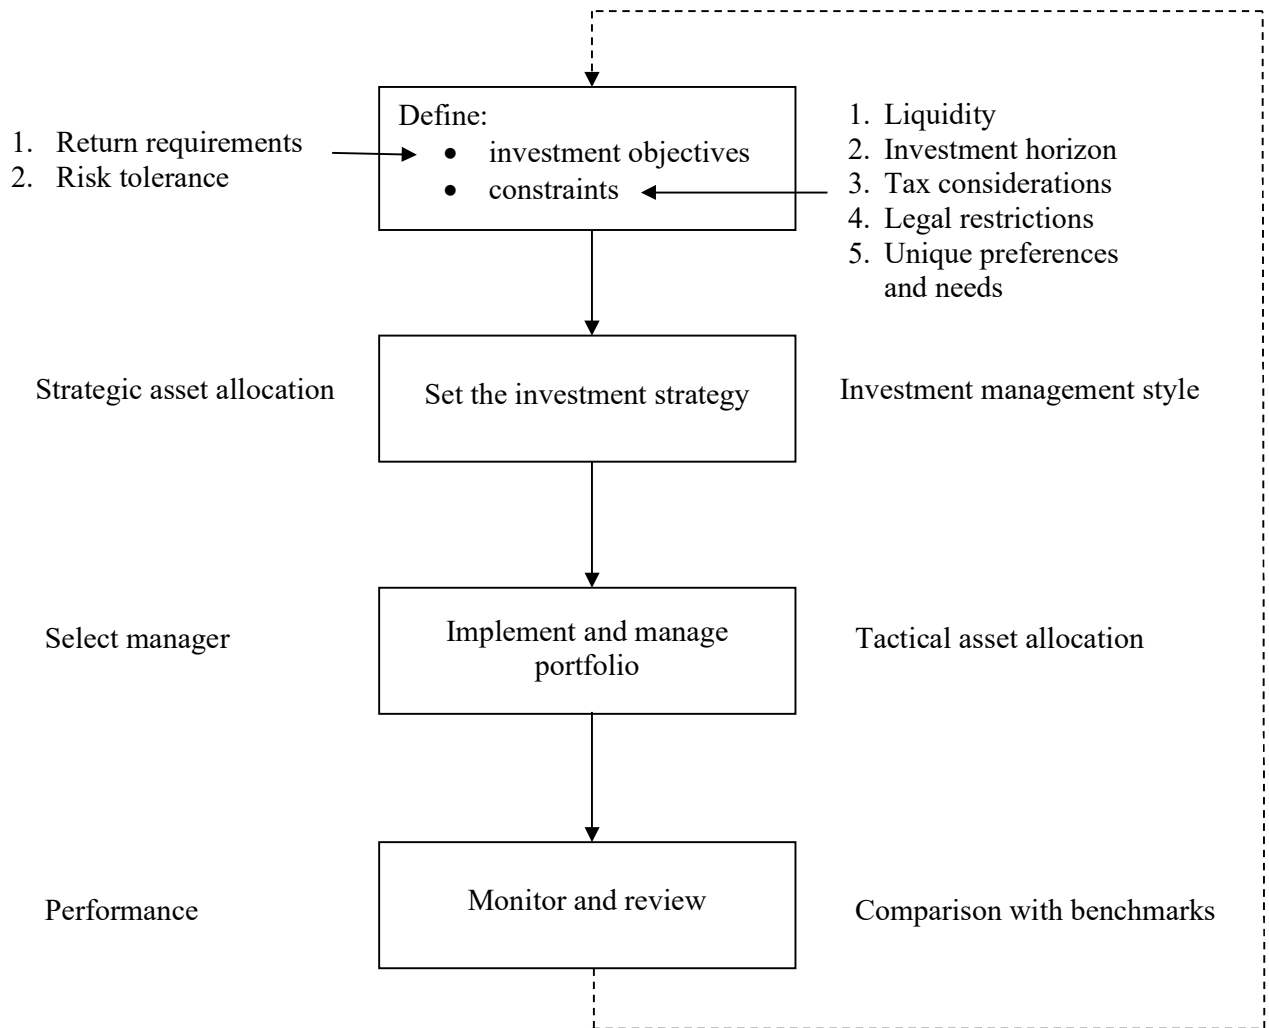 Define:
1. Return requirements
2. Risk tolerance
• investment objectives
• constraints
1. Liquidity
2. Investment horizon
3. Tax considerations
4. Legal restrictions
5. Unique preferences
and needs
Strategic asset allocation
Set the investment strategy
Investment management style
Select manager
Implement and manage
portfolio
Tactical asset allocation
Performance
Monitor and review
Comparison with benchmarks